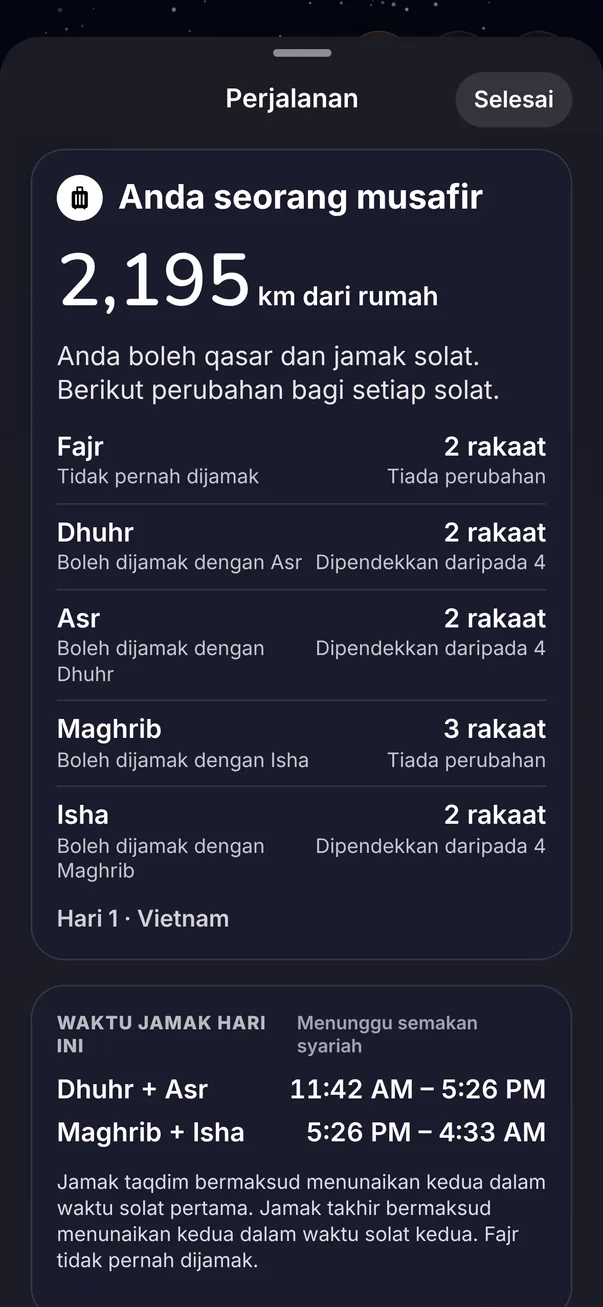 Perjalanan
Selesai
Anda seorang musafir
2,195 km dari rumah
Anda boleh qasar dan jamak solat.
Berikut perubahan bagi setiap solat.
Fajr 2 rakaat
Tidak pernah dijamak Tiada perubahan
Dhuhr 2 rakaat
Boleh dijamak dengan Asr Dipendekkan daripada 4
Asr 2 rakaat
Boleh dijamak dengan Dipendekkan daripada 4
Dhuhr
Maghrib 3 rakaat
Boleh dijamak dengan Isha Tiada perubahan
Isha 2 rakaat
Boleh dijamak dengan Dipendekkan daripada 4
Maghrib
Hari 1 · Vietnam
WAKTU JAMAK HARI Menunggu semakan
INI syariah
Dhuhr + Asr 11:42 AM – 5:26 PM
Maghrib + Isha 5:26 PM – 4:33 AM
Jamak taqdim bermaksud menunaikan kedua dalam
waktu solat pertama. Jamak takhir bermaksud
menunaikan kedua dalam waktu solat kedua. Fajr
tidak pernah dijamak.